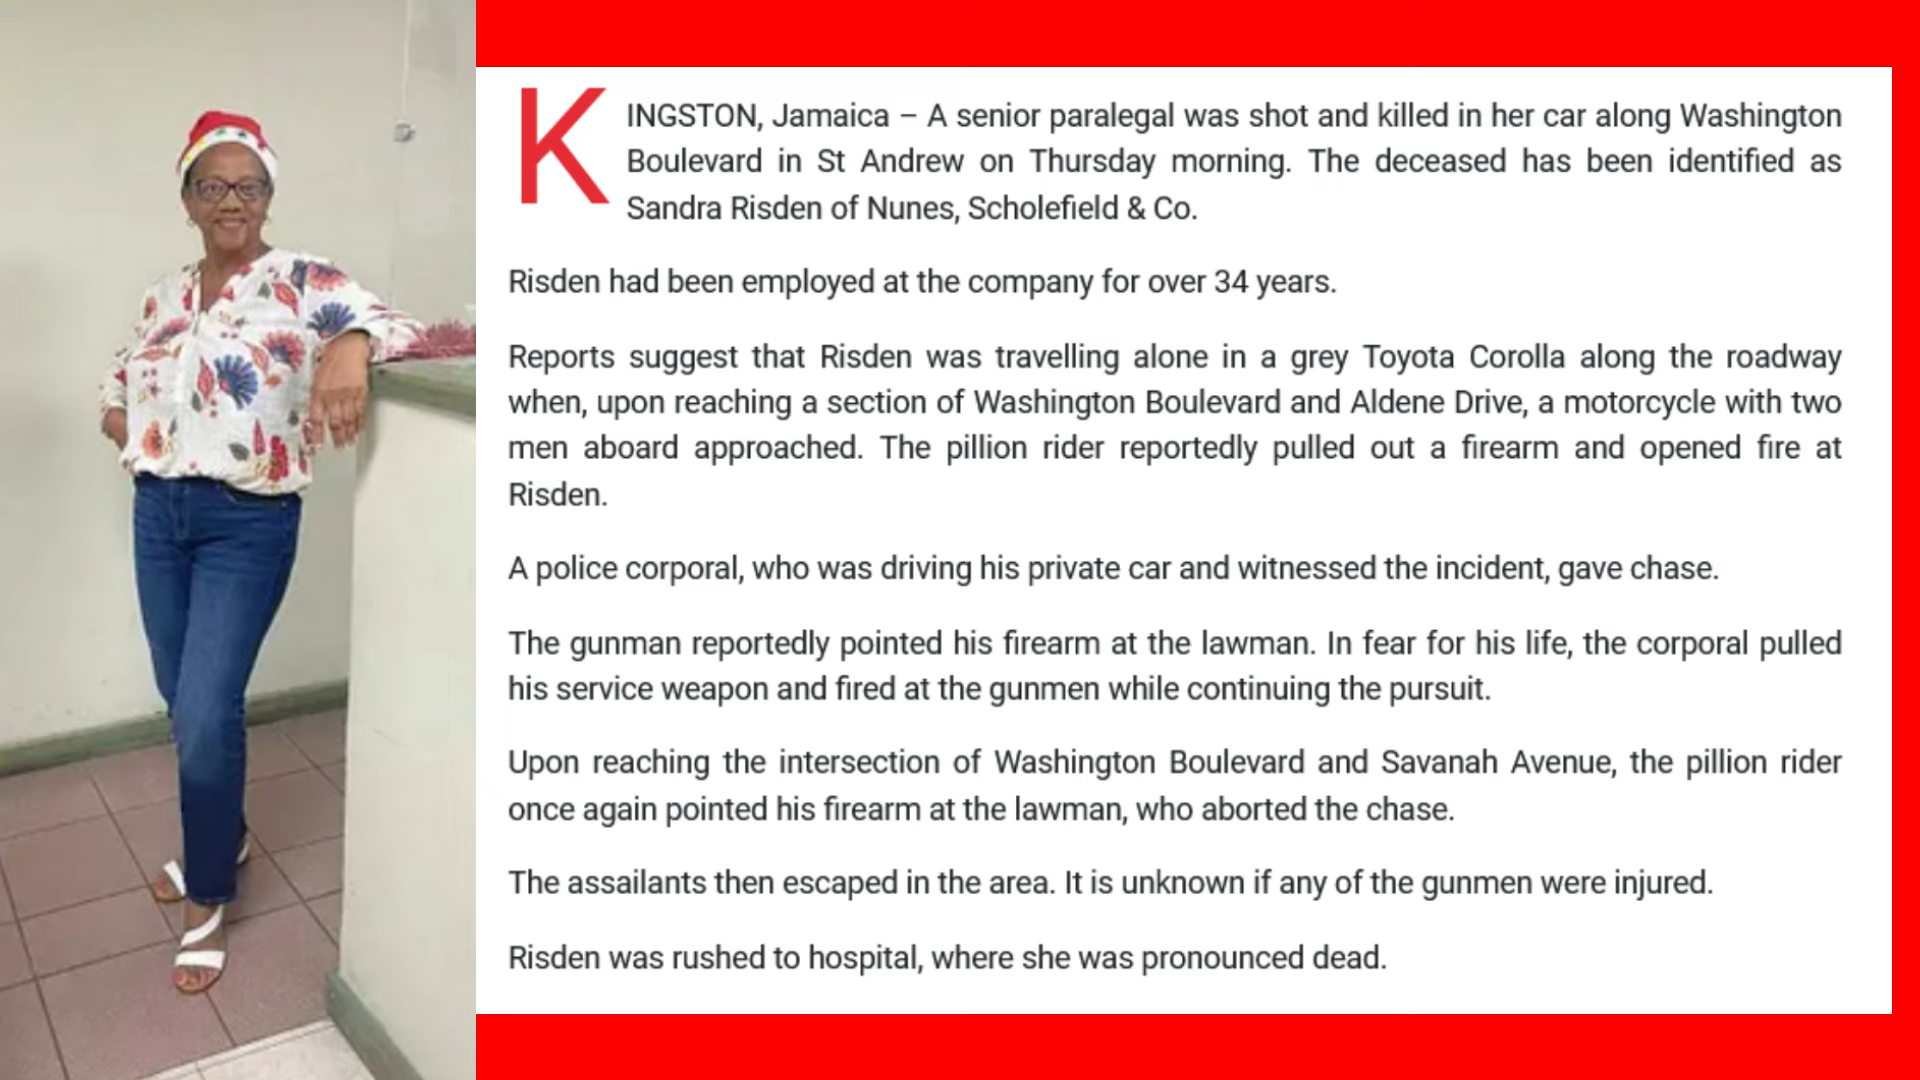 KINGSTON, Jamaica – A senior paralegal was shot and killed in her car along Washington
Boulevard in St Andrew on Thursday morning. The deceased has been identified as
Sandra Risden of Nunes, Scholefield & Co.
Risden had been employed at the company for over 34 years.
Reports suggest that Risden was travelling alone in a grey Toyota Corolla along the roadway
when, upon reaching a section of Washington Boulevard and Aldene Drive, a motorcycle with two
men aboard approached. The pillion rider reportedly pulled out a firearm and opened fire at
Risden.
A police corporal, who was driving his private car and witnessed the incident, gave chase.
The gunman reportedly pointed his firearm at the lawman. In fear for his life, the corporal pulled
his service weapon and fired at the gunmen while continuing the pursuit.
Upon reaching the intersection of Washington Boulevard and Savanah Avenue, the pillion rider
once again pointed his firearm at the lawman, who aborted the chase.
The assailants then escaped in the area. It is unknown if any of the gunmen were injured.
Risden was rushed to hospital, where she was pronounced dead.